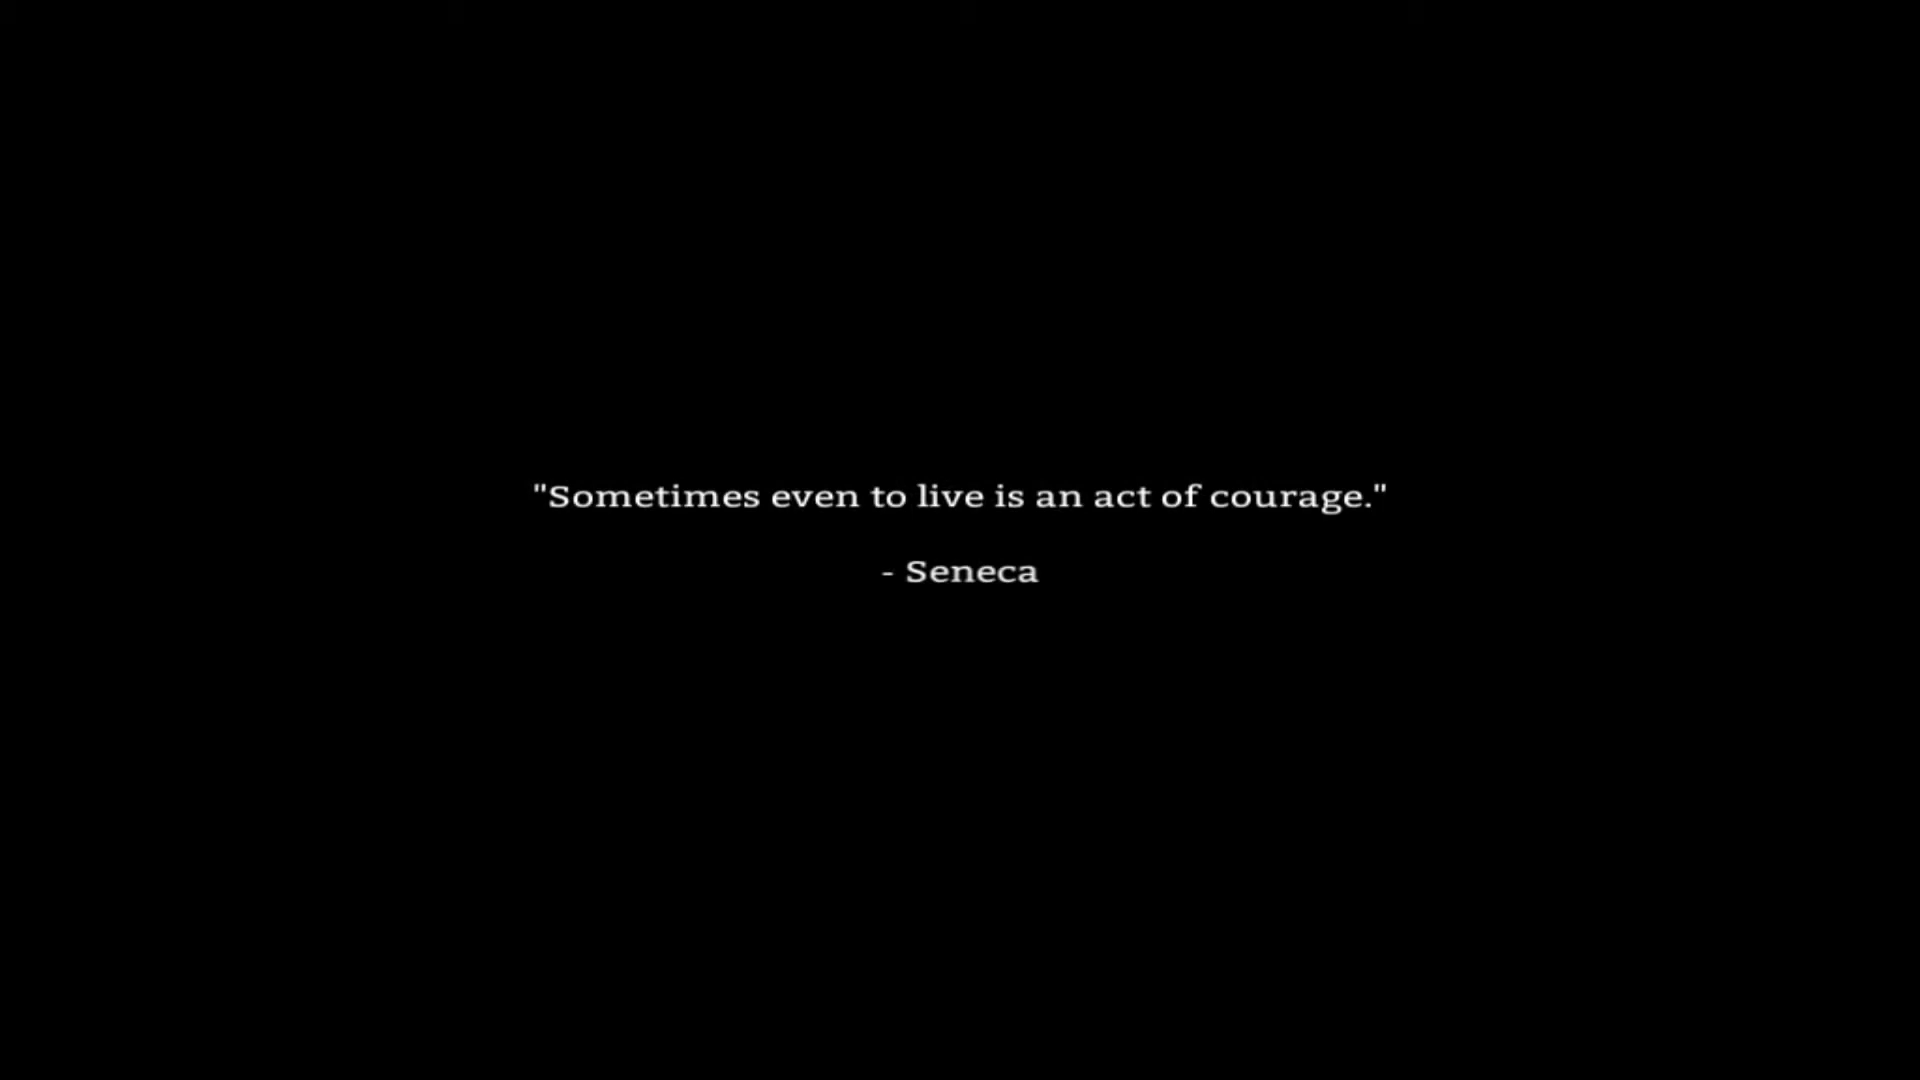 "Sometimes even to live is an act of courage."
- Seneca